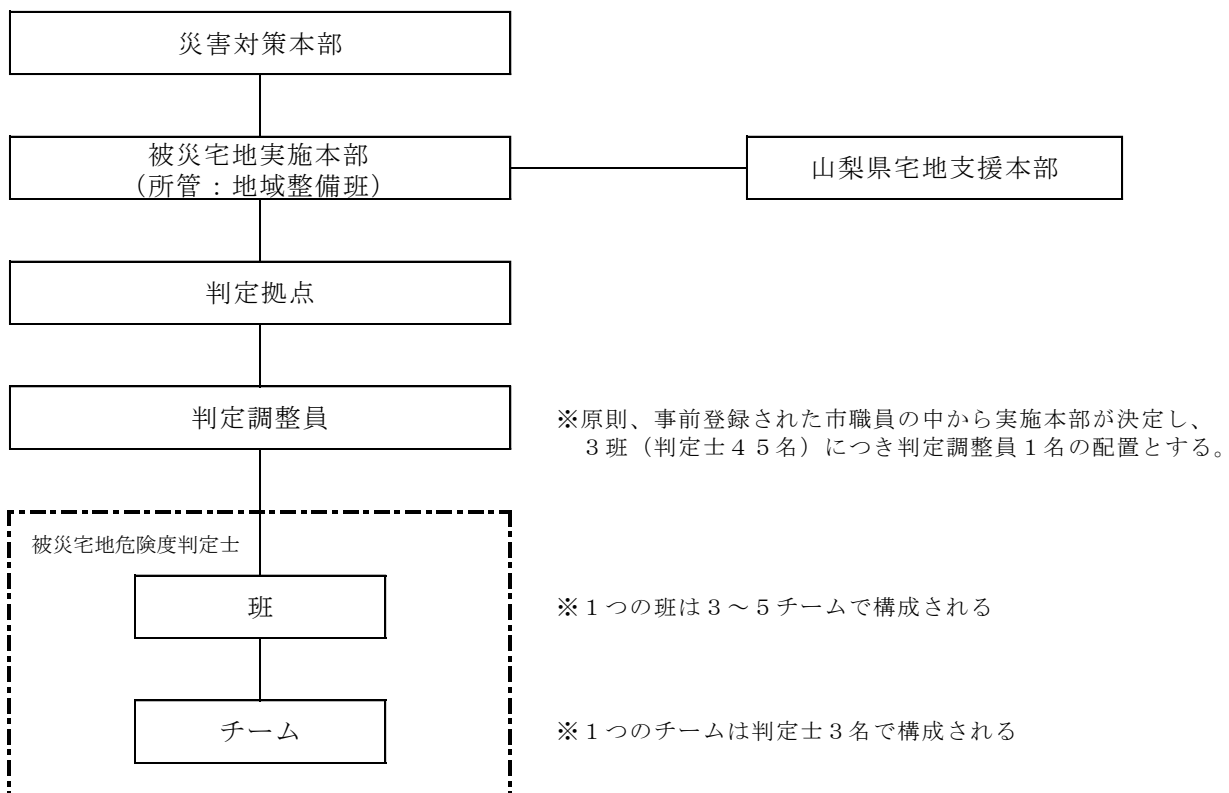 災害対策本部
被災宅地実施本部
（所管：地域整備班）
山梨県宅地支援本部
判定拠点
判定調整員
※原則、事前登録された市職員の中から実施本部が決定し、
３班（判定士４５名）につき判定調整員１名の配置とする。
被災宅地危険度判定士
班
※１つの班は３～５チームで構成される
チーム
※１つのチームは判定士３名で構成される